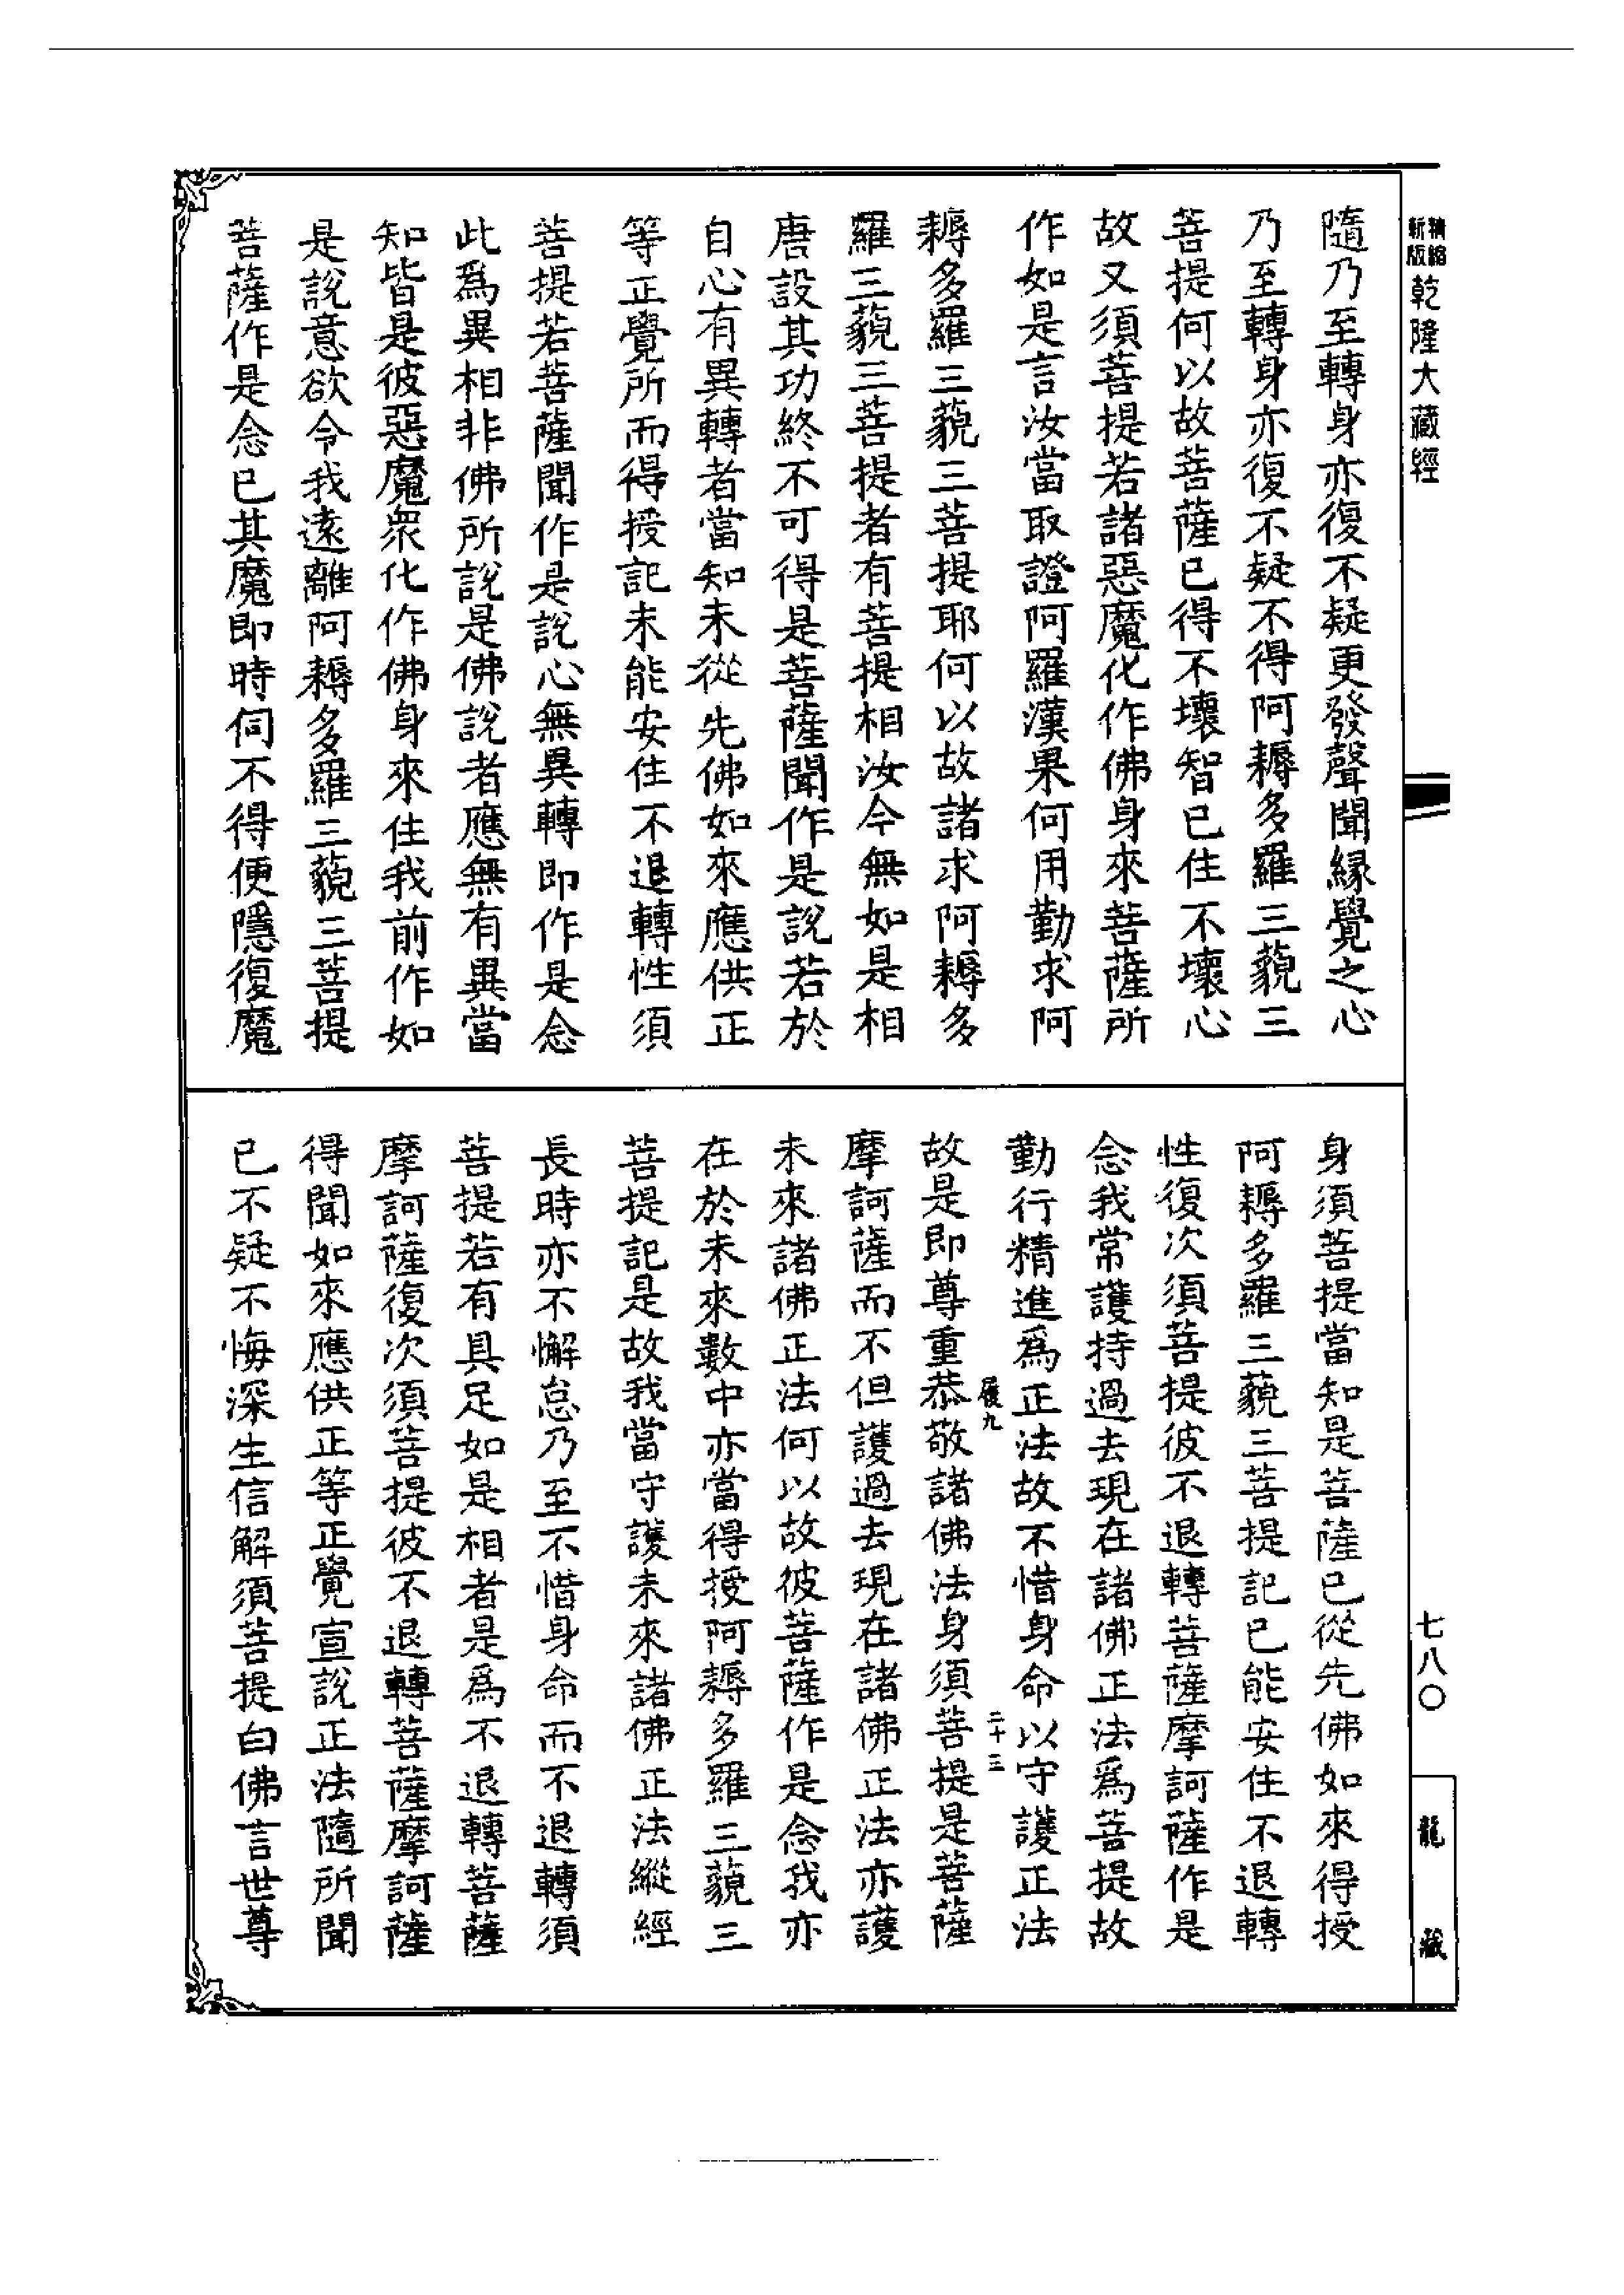 精縮新版乾隆大藏經
隨乃至轉身亦復不疑更發聲聞緣覺之心
乃至轉身亦復不疑不得阿耨多羅三藐三
菩提何以故菩薩已得不壞智已住不壞心
故又須菩提若諸惡魔化作佛身來菩薩所
作如是言汝當取證阿羅漢果何用勤求阿
耨多羅三藐三菩提耶何以故諸求阿耨多
羅三藐三菩提者有菩提相汝今無如是相
唐設其功終不可得是菩薩聞作是說若於
自心有異轉者當知未從先佛如來應供正
等正覺所而得授記未能安住不退轉性須
菩提若菩薩聞作是說心無異轉即作是念
此為異相非佛所說是佛說者應無有異當
知皆是彼惡魔眾化作佛身來住我前作如
是說意欲令我遠離阿耨多羅三藐三菩提
菩薩作是念已其魔即時伺不得便隱復魔
身須菩提當知是菩薩已從先佛如來得授
阿耨多羅三藐三菩提記已能安住不退轉
性復次須菩提彼不退轉菩薩摩訶薩作是
念我常護持過去現在諸佛正法為菩提故
勤行精進為正法故不惜身命以守護正法
履九 二十三
故是即尊重恭敬諸佛法身須菩提是菩薩
摩訶薩而不但護過去現在諸佛正法亦護
未來諸佛正法何以故彼菩薩作是念我亦
在於未來數中亦當得授阿耨多羅三藐三
菩提記是故我當守護未來諸佛正法縱經
長時亦不懈怠乃至不惜身命而不退轉須
菩提若有具足如是相者是為不退轉菩薩
摩訶薩復次須菩提彼不退轉菩薩摩訶薩
得聞如來應供正等正覺宣說正法隨所聞
已不疑不悔深生信解須菩提白佛言世尊
七八〇
龍藏